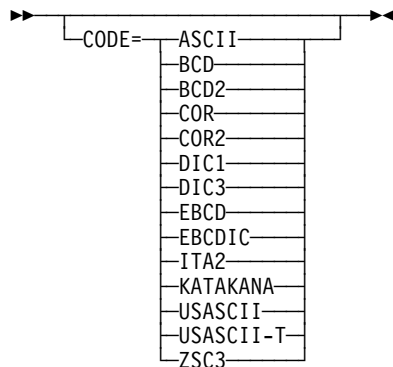 CODE= ASCII
BCD
BCD2
COR
COR2
DIC1
DIC3
EBCD
EBCDIC
ITA2
KATAKANA
USASCII
USASCII-T
ZSC3